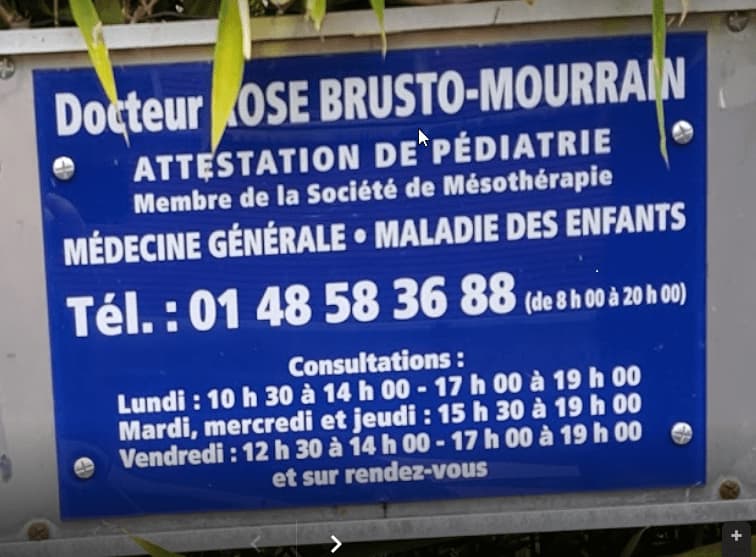 Docteur ROSE BRUSTO-MOURRAIN
ATTESTATION DE PÉDIATRIE
Membre de la Société de Mésothérapie
MÉDECINE GÉNÉRALE • MALADIE DES ENFANTS
Tél. : 01 48 58 36 88 (de 8 h 00 à 20 h 00)
Consultations :
Lundi : 10 h 30 à 14 h 00 - 17 h 00 à 19 h 00
Mardi, mercredi et jeudi : 15 h 30 à 19 h 00
Vendredi : 12 h 30 à 14 h 00 - 17 h 00 à 19 h 00
et sur rendez-vous